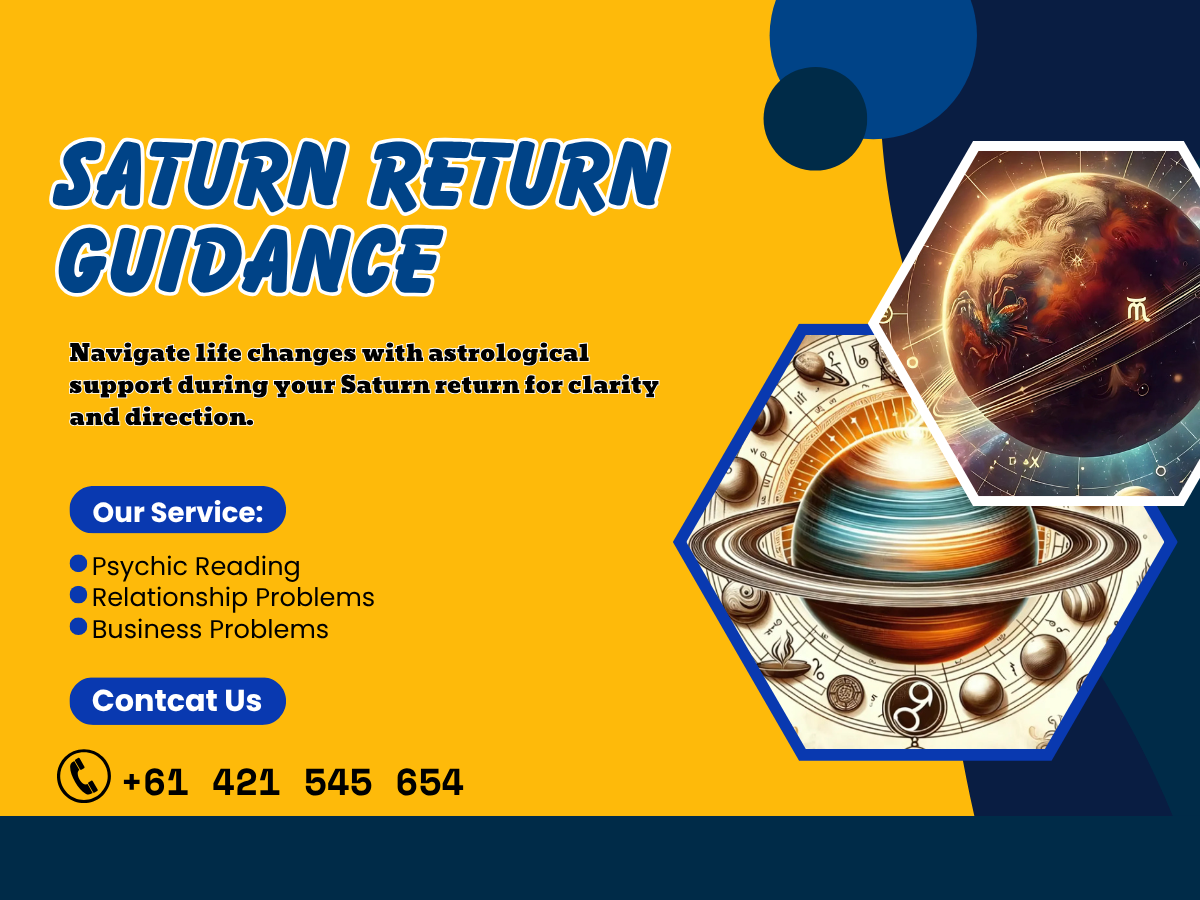 SATURN RETURN
GUIDANCE
Navigate life changes with astrological
support during your Saturn return for clarity
and direction.
Our Service:
Psychic Reading
Relationship Problems
Business Problems
Contcat Us
+61 421 545 654